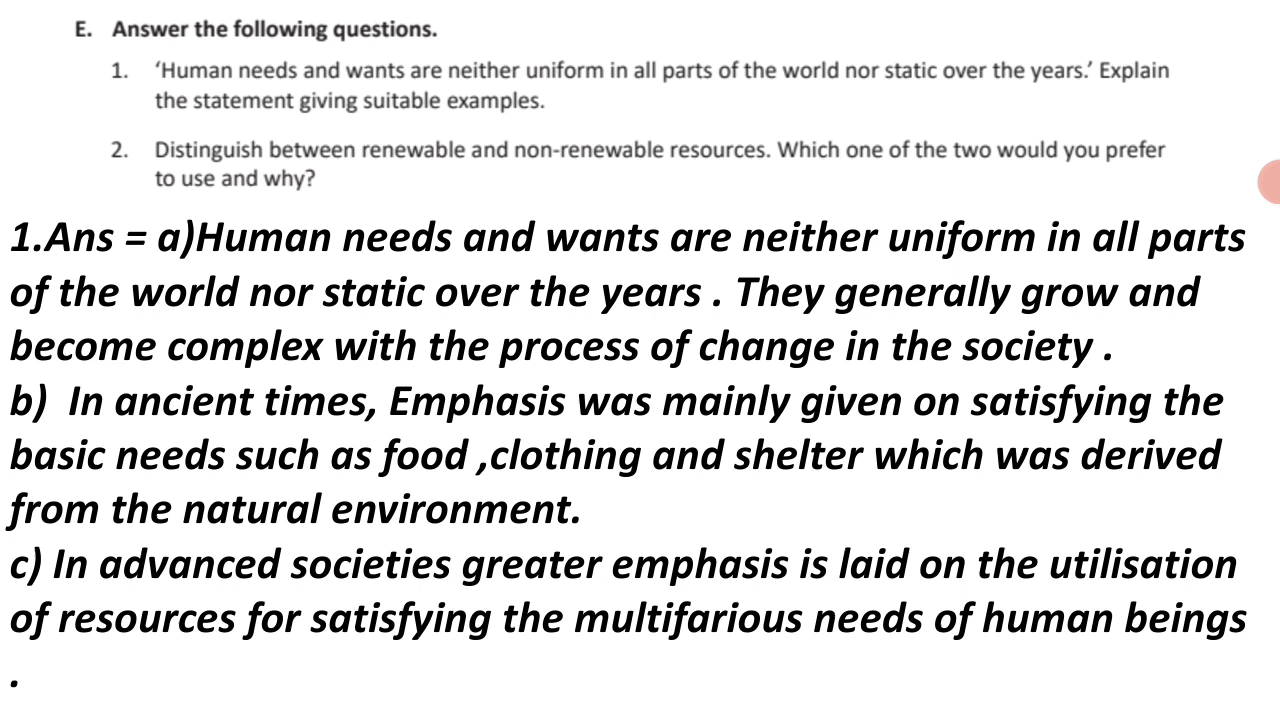 E. Answer the following questions.
1. ‘Human needs and wants are neither uniform in all parts of the world nor static over the years.’ Explain
the statement giving suitable examples.
2. Distinguish between renewable and non-renewable resources. Which one of the two would you prefer
to use and why?
1.Ans = a)Human needs and wants are neither uniform in all parts
of the world nor static over the years . They generally grow and
become complex with the process of change in the society .
b)  In ancient times, Emphasis was mainly given on satisfying the
basic needs such as food ,clothing and shelter which was derived
from the natural environment.
c) In advanced societies greater emphasis is laid on the utilisation
of resources for satisfying the multifarious needs of human beings
.